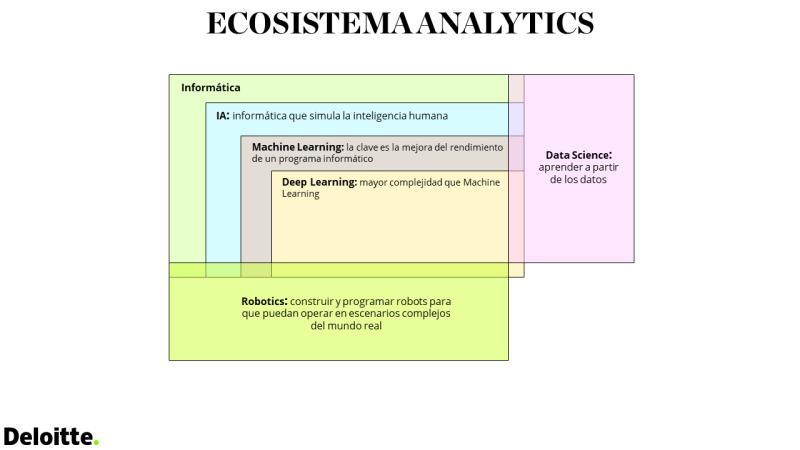 ECOSISTEMA ANALYTICS
Informática
IA: informática que simula la inteligencia humana
Machine Learning: la clave es la mejora del rendimiento
de un programa informático
Deep Learning: mayor complejidad que Machine
Learning
Data Science:
aprender a partir
de los datos
Robotics: construir y programar robots para
que puedan operar en escenarios complejos
del mundo real
Deloitte.